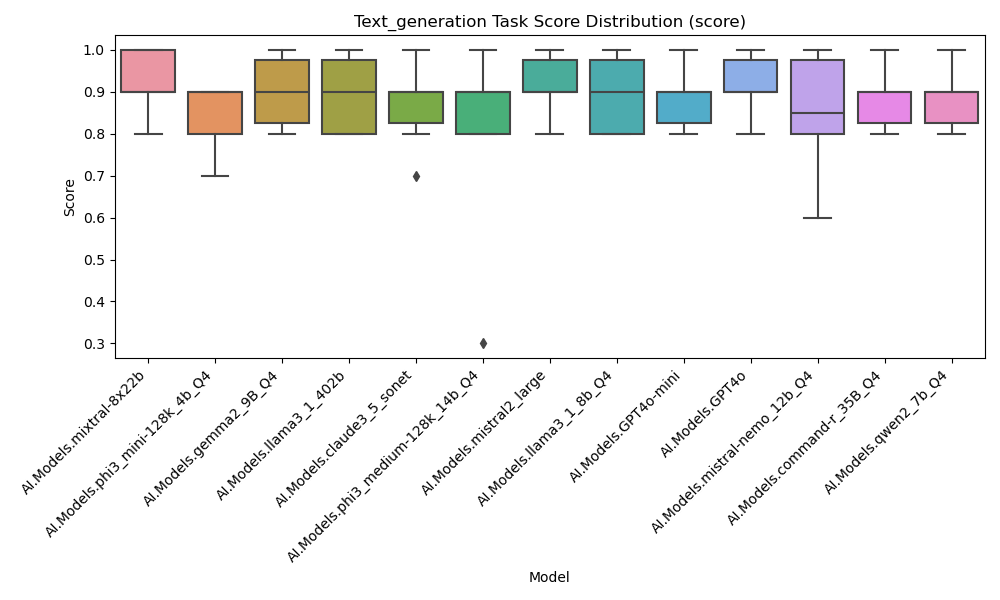 Text_generation Task Score Distribution (score)
Score
1.0
0.9
0.8
0.7
0.6
0.5
0.4
0.3
AI.Models.mixtral-8x22b
AI.Models.phi3_mini-128k_4b_Q4
AI.Models.gemma2_9B_Q4
AI.Models.llama3_1_402b
AI.Models.claude3_5_sonet
AI.Models.phi3_medium-128k_14b_Q4
AI.Models.mistral2_large
AI.Models.llama3_1_8b_Q4
AI.Models.GPT4o-mini
AI.Models.GPT4o
AI.Models.mistral-nemo_12b_Q4
AI.Models.command-r_35B_Q4
AI.Models.qwen2_7b_Q4
Model